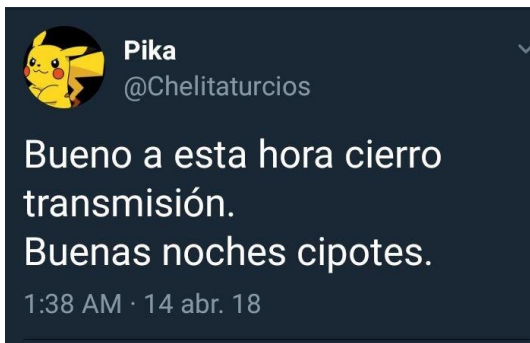 Pika
@Chelitaturcios
Bueno a esta hora cierro
transmisión.
Buenas noches cipotes.
1:38 AM · 14 abr. 18